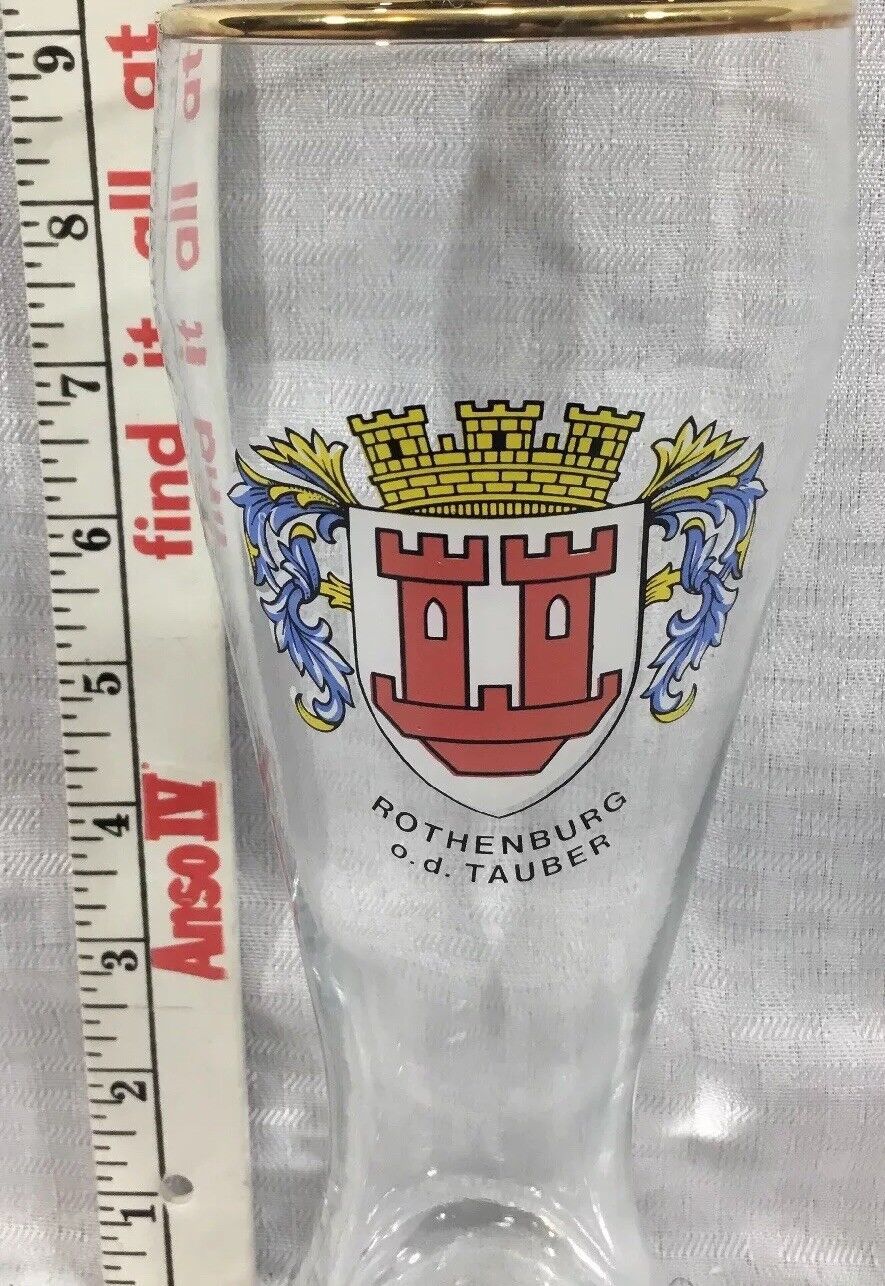 9
8
7
6
5
4
3
2
1
find it all at
Anso IV
ROTHENBURG
o.d. TAUBER